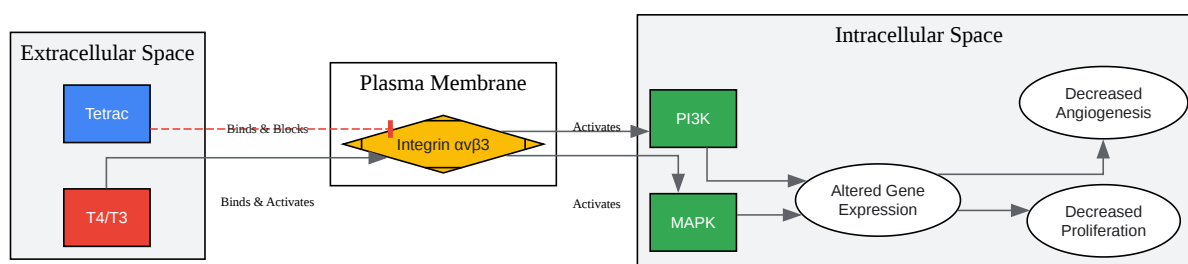 Extracellular Space
Tetrac
T4/T3
Binds & Blocks
Binds & Activates
Plasma Membrane
Integrin αvβ3
Activates
Activates
Intracellular Space
PI3K
MAPK
Altered Gene
Expression
Decreased
Angiogenesis
Decreased
Proliferation